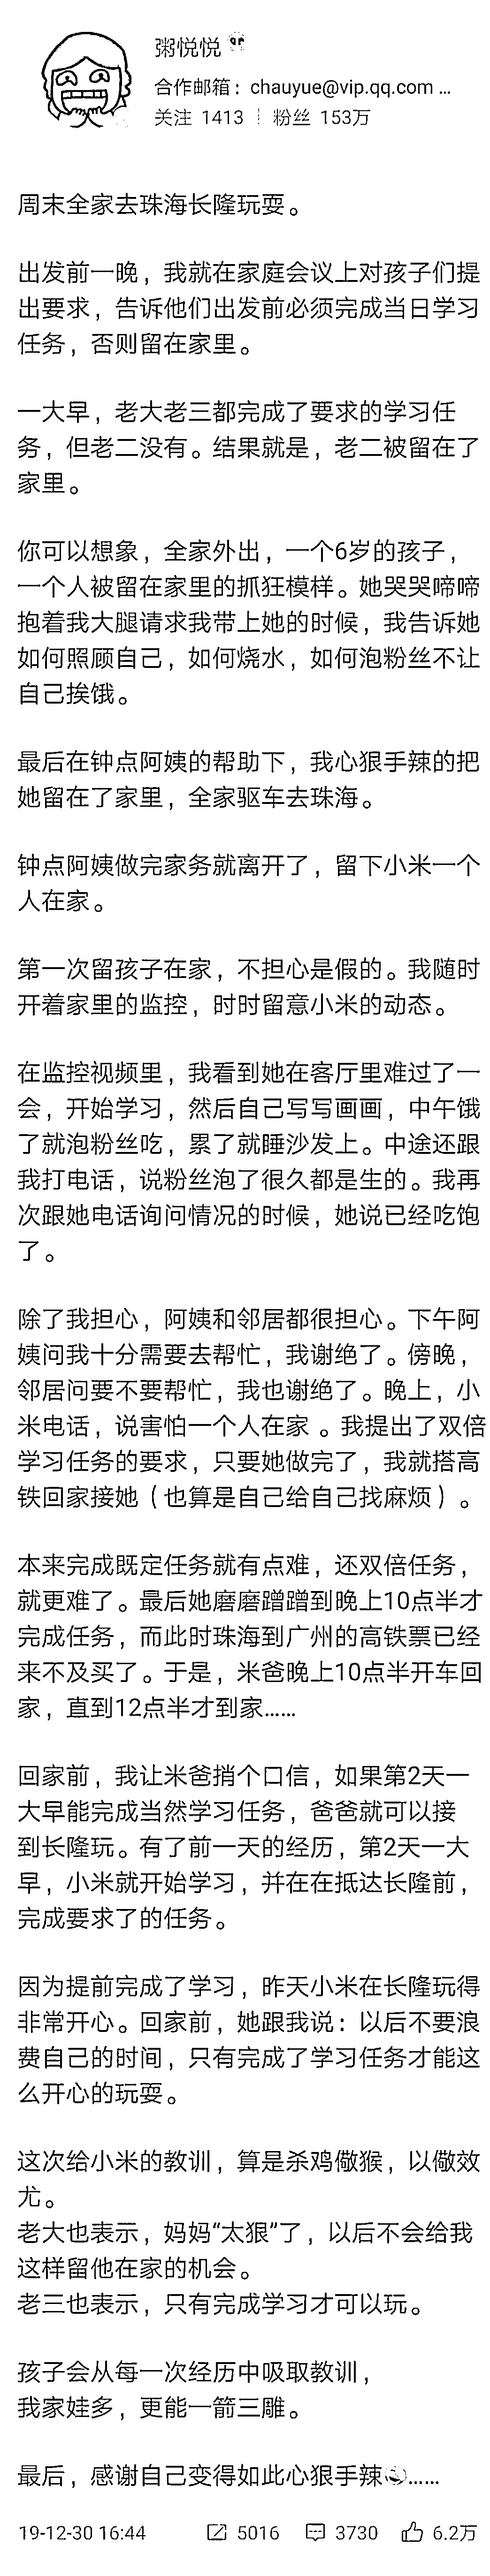 粥悦悦
合作邮箱：chauyue@vip.qq.com ...
关注 1413 | 粉丝 153万
周末全家去珠海长隆玩耍。
出发前一晚，我就在家庭会议上对孩子们提
出要求，告诉他们出发前必须完成当日学习
任务，否则留在家里。
一大早，老大老三都完成了要求的学习任
务，但老二没有。结果就是，老二被留在了
家里。
你可以想象，全家外出，一个6岁的孩子，
一个人被留在家里的抓狂模样。她哭哭啼啼
抱着我大腿请求我带上她的时候，我告诉她
如何照顾自己，如何烧水，如何泡粉丝不让
自己挨饿。
最后在钟点阿姨的帮助下，我心狠手辣的把
她留在了家里，全家驱车去珠海。
钟点阿姨做完家务就离开了，留下小米一个
人在家。
第一次留孩子在家，不担心是假的。我随时
开着家里的监控，时时留意小米的动态。
在监控视频里，我看到她在客厅里难过了一
会，开始学习，然后自己写写画画，中午饿
了就泡粉丝吃，累了就睡沙发上。中途还跟
我打电话，说粉丝泡了很久都是生的。我再
次跟她电话询问情况的时候，她说已经吃饱
了。
除了我担心，阿姨和邻居都很担心。下午阿
姨问我十分需要去帮忙，我谢绝了。傍晚，
邻居问要不要帮忙，我也谢绝了。晚上，小
米电话，说害怕一个人在家 。我提出了双倍
学习任务的要求，只要她做完了，我就搭高
铁回家接她（也算是自己给自己找麻烦）。
本来完成既定任务就有点难，还双倍任务，
就更难了。最后她磨磨蹭蹭到晚上10点半才
完成任务，而此时珠海到广州的高铁票已经
来不及买了。于是，米爸晚上10点半开车回
家，直到12点半才到家......
回家前，我让米爸捎个口信，如果第2天一
大早能完成当然学习任务，爸爸就可以接
到长隆玩。有了前一天的经历，第2天一大
早，小米就开始学习，并在在抵达长隆前，
完成要求了的任务。
因为提前完成了学习，昨天小米在长隆玩得
非常开心。回家前，她跟我说：以后不要浪
费自己的时间，只有完成了学习任务才能这
么开心的玩耍。
这次给小米的教训，算是杀鸡儆猴，以儆效
尤。
老大也表示，妈妈“太狠”了，以后不会给我
这样留他在家的机会。
老三也表示，只有完成学习才可以玩。
孩子会从每一次经历中吸取教训，
我家娃多，更能一箭三雕。
最后，感谢自己变得如此心狠手辣......
19-12-30 16:44 5016 3730 6.2万